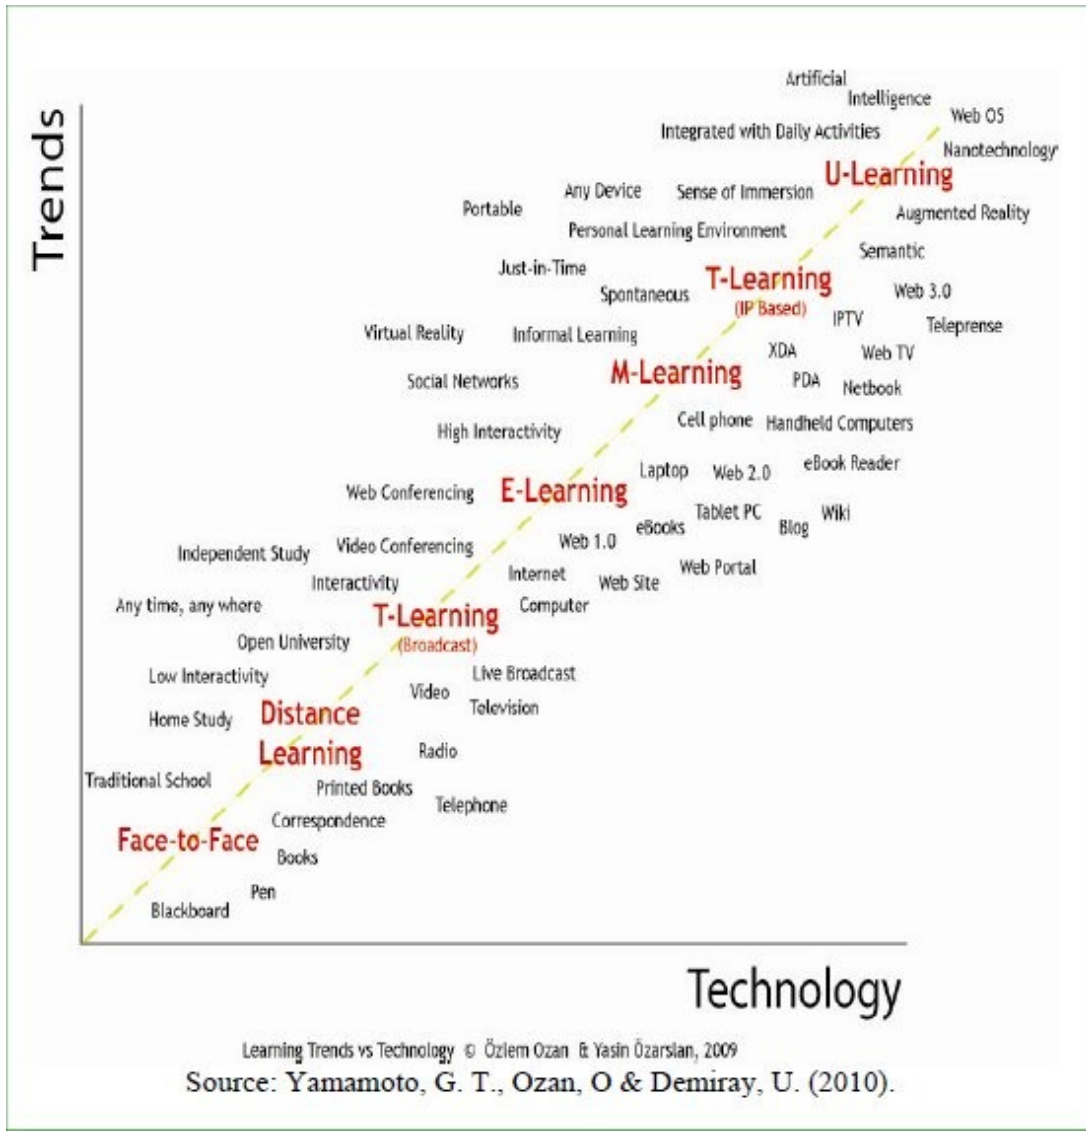 Trends
Artificial
Intelligence
Web OS
Integrated with Daily Activities
Nanotechnology
U-Learning
Any Device
Sense of Immersion
Portable
Augmented Reality
Personal Learning Environment
Semantic
Just-in-Time
T-Learning
(IP Based)
Spontaneous
Web 3.0
IPTV
Teleprense
Virtual Reality
Informal Learning
XDA
Web TV
M-Learning
PDA
Netbook
Social Networks
Cell phone
Handheld Computers
High Interactivity
Laptop
Web 2.0
eBook Reader
E-Learning
Web Conferencing
Tablet PC
Wiki
eBooks
Blog
Web 1.0
Video Conferencing
Independent Study
Web Portal
Internet
Web Site
Interactivity
Any time, any where
Computer
T-Learning
(Broadcast)
Open University
Low Interactivity
Live Broadcast
Video
Television
Home Study
Distance
Learning
Radio
Traditional School
Printed Books
Telephone
Correspondence
Face-to-Face
Books
Pen
Blackboard
Technology
Learning Trends vs Technology © Özlem Ozan & Yasin Özarslan, 2009
Source: Yamamoto, G. T., Ozan, O & Demiray, U. (2010).